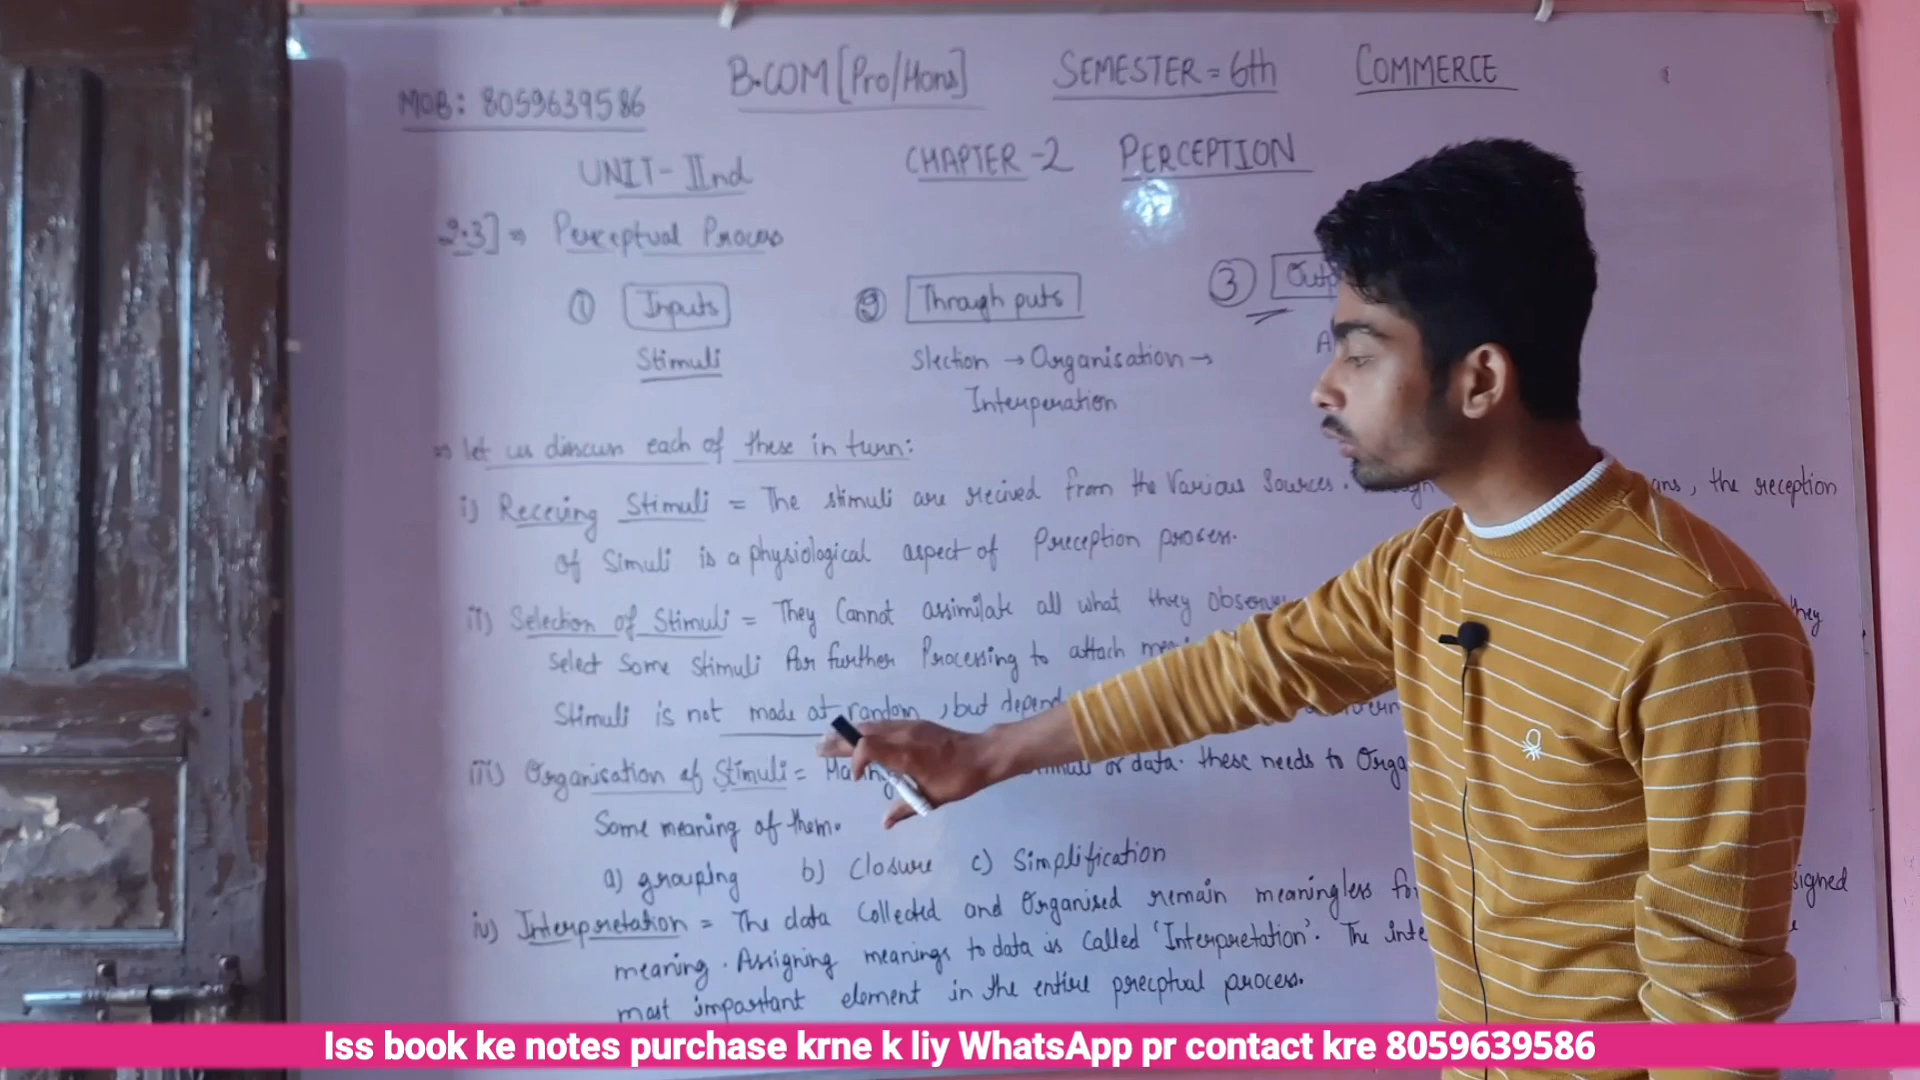 MOB: 8059639586
B.COM [Pro/Hons] SEMESTER = 6th COMMERCE
UNIT-IInd CHAPTER -2 PERCEPTION
2.3] ⇒ Perceptual Process
① Inputs ② Through puts ③
Stimuli Slection → Organisation →
Interperation
⇒ let us discuss each of these in turn:
i) Receving Stimuli = The stimuli are recived from the Various Sources. the reception
of Simuli is a physiological aspect of Preception process.
ii) Selection of Stimuli = They Cannot assimilate all what they they
Select Some Stimuli for further Processing to attach
Stimuli is not made at random, but
iii) Organisation of Stimuli = or data. these needs to
Some meaning of them.
a) grouping b) Closure c) Simplification
iv) Interpretation = The data Collected and Organised remain meaningless
meaning. Assigning meanings to data is Called 'Interpretation'. The
most important element in the entire precptual process.
Iss book ke notes purchase krne k liy WhatsApp pr contact kre 8059639586